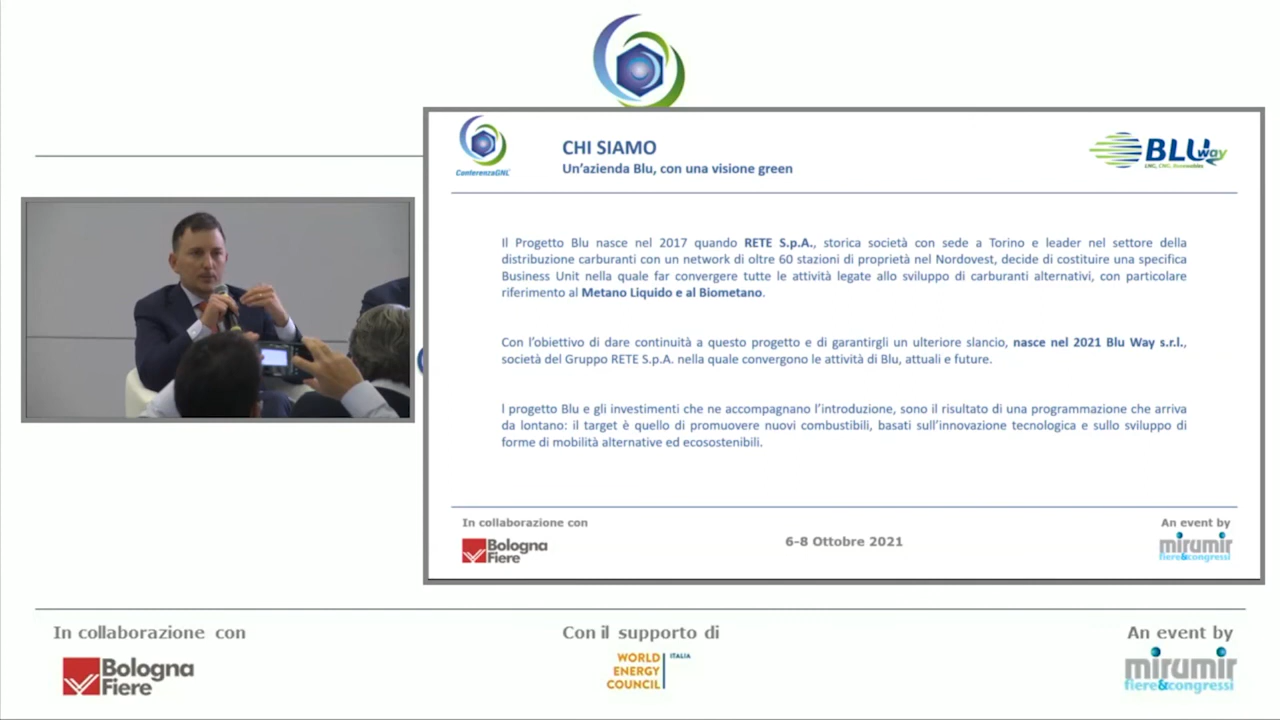 ConferenzaGNL
CHI SIAMO
Un'azienda Blu, con una visione green
BLUway
LNG, CNG, Renewables
Il Progetto Blu nasce nel 2017 quando RETE S.p.A., storica società con sede a Torino e leader nel settore della
distribuzione carburanti con un network di oltre 60 stazioni di proprietà nel Nordovest, decide di costituire una specifica
Business Unit nella quale far convergere tutte le attività legate allo sviluppo di carburanti alternativi, con particolare
riferimento al Metano Liquido e al Biometano.
Con l'obiettivo di dare continuità a questo progetto e di garantirgli un ulteriore slancio, nasce nel 2021 Blu Way s.r.l.,
società del Gruppo RETE S.p.A. nella quale convergono le attività di Blu, attuali e future.
l progetto Blu e gli investimenti che ne accompagnano l'introduzione, sono il risultato di una programmazione che arriva
da lontano: il target è quello di promuovere nuovi combustibili, basati sull'innovazione tecnologica e sullo sviluppo di
forme di mobilità alternative ed ecosostenibili.
In collaborazione con
Bologna
Fiere
6-8 Ottobre 2021
An event by
mirumir
fiere&congressi
In collaborazione con
Bologna
Fiere
Con il supporto di
WORLD
ENERGY
COUNCIL
ITALIA
An event by
mirumir
fiere&congressi